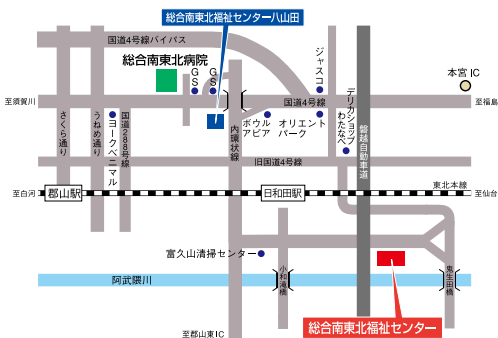 総合南東北福祉センター八山田
国道4号線バイパス
総合南東北病院
GS
GS
ジャスコ
本宮IC
至須賀川
国道4号線
至福島
デリカショップ
わたなべ
さくら通り
うねめ通り
ヨークベニマル
国道288号線
ボウル
アピア
オリエント
パーク
内環状線
磐越自動車道
旧国道4号線
東北本線
至白河
郡山駅
日和田駅
至仙台
富久山清掃センター
小和滝橋
鬼生田橋
阿武隈川
総合南東北福祉センター
至郡山東IC